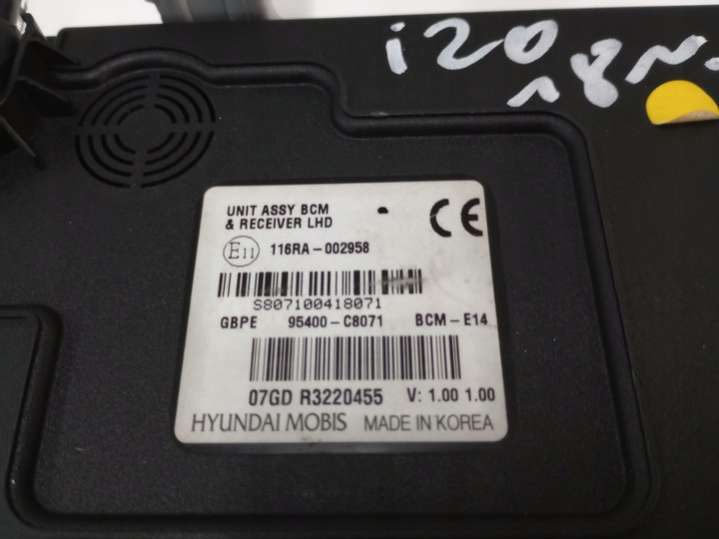 i20
18r.
UNIT ASSY BCM
& RECEIVER LHD
CE
E11 116RA-002958
S807100418071
GBPE 95400-C8071 BCM-E14
07GD R3220455 V: 1.00 1.00
HYUNDAI MOBIS MADE IN KOREA